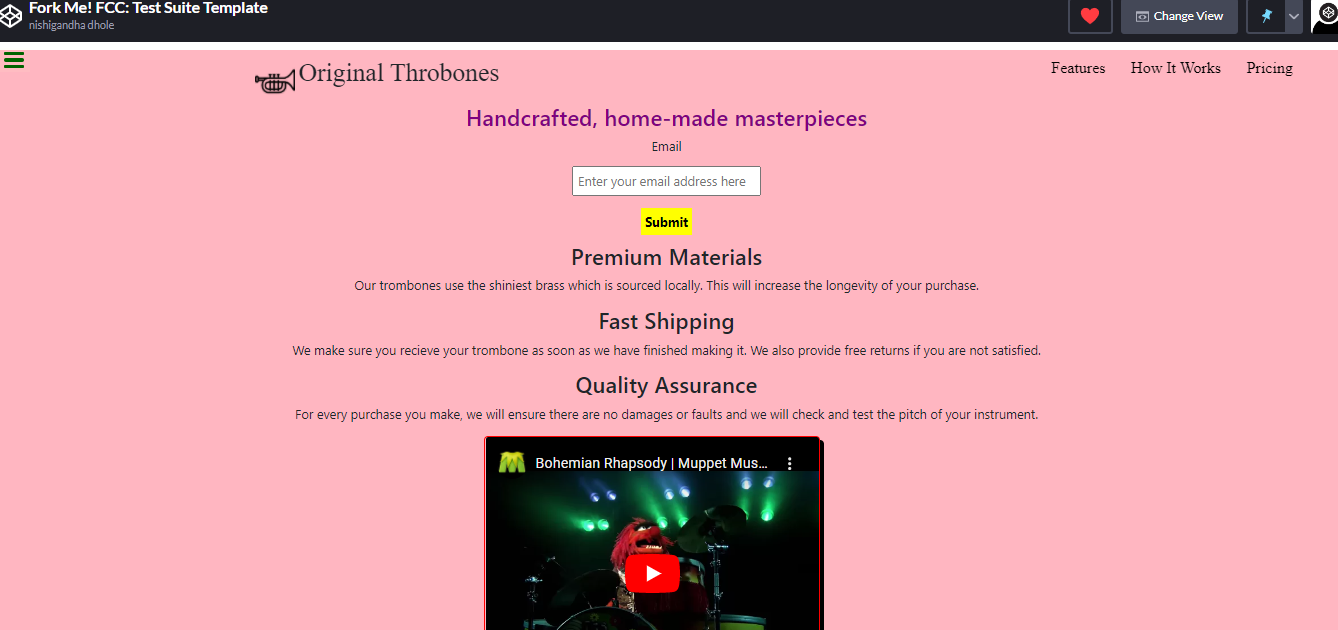 Fork Me! FCC: Test Suite Template
nishigandha dhole
Change View
Original Throbones
Features How It Works Pricing
Handcrafted, home-made masterpieces
Email
Enter your email address here
Submit
Premium Materials
Our trombones use the shiniest brass which is sourced locally. This will increase the longevity of your purchase.
Fast Shipping
We make sure you recieve your trombone as soon as we have finished making it. We also provide free returns if you are not satisfied.
Quality Assurance
For every purchase you make, we will ensure there are no damages or faults and we will check and test the pitch of your instrument.
Bohemian Rhapsody | Muppet Mus...